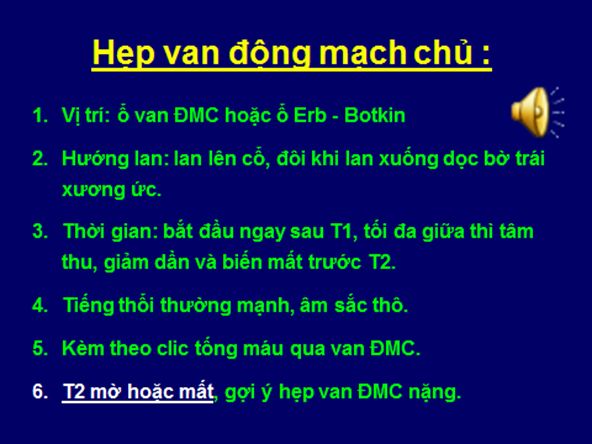 Hẹp van động mạch chủ :
1. Vị trí: ổ van ĐMC hoặc ổ Erb - Botkin
2. Hướng lan: lan lên cổ, đôi khi lan xuống dọc bờ trái
xương ức.
3. Thời gian: bắt đầu ngay sau T1, tối đa giữa thì tâm
thu, giảm dần và biến mất trước T2.
4. Tiếng thổi thường mạnh, âm sắc thô.
5. Kèm theo clic tống máu qua van ĐMC.
6. T2 mờ hoặc mất, gợi ý hẹp van ĐMC nặng.